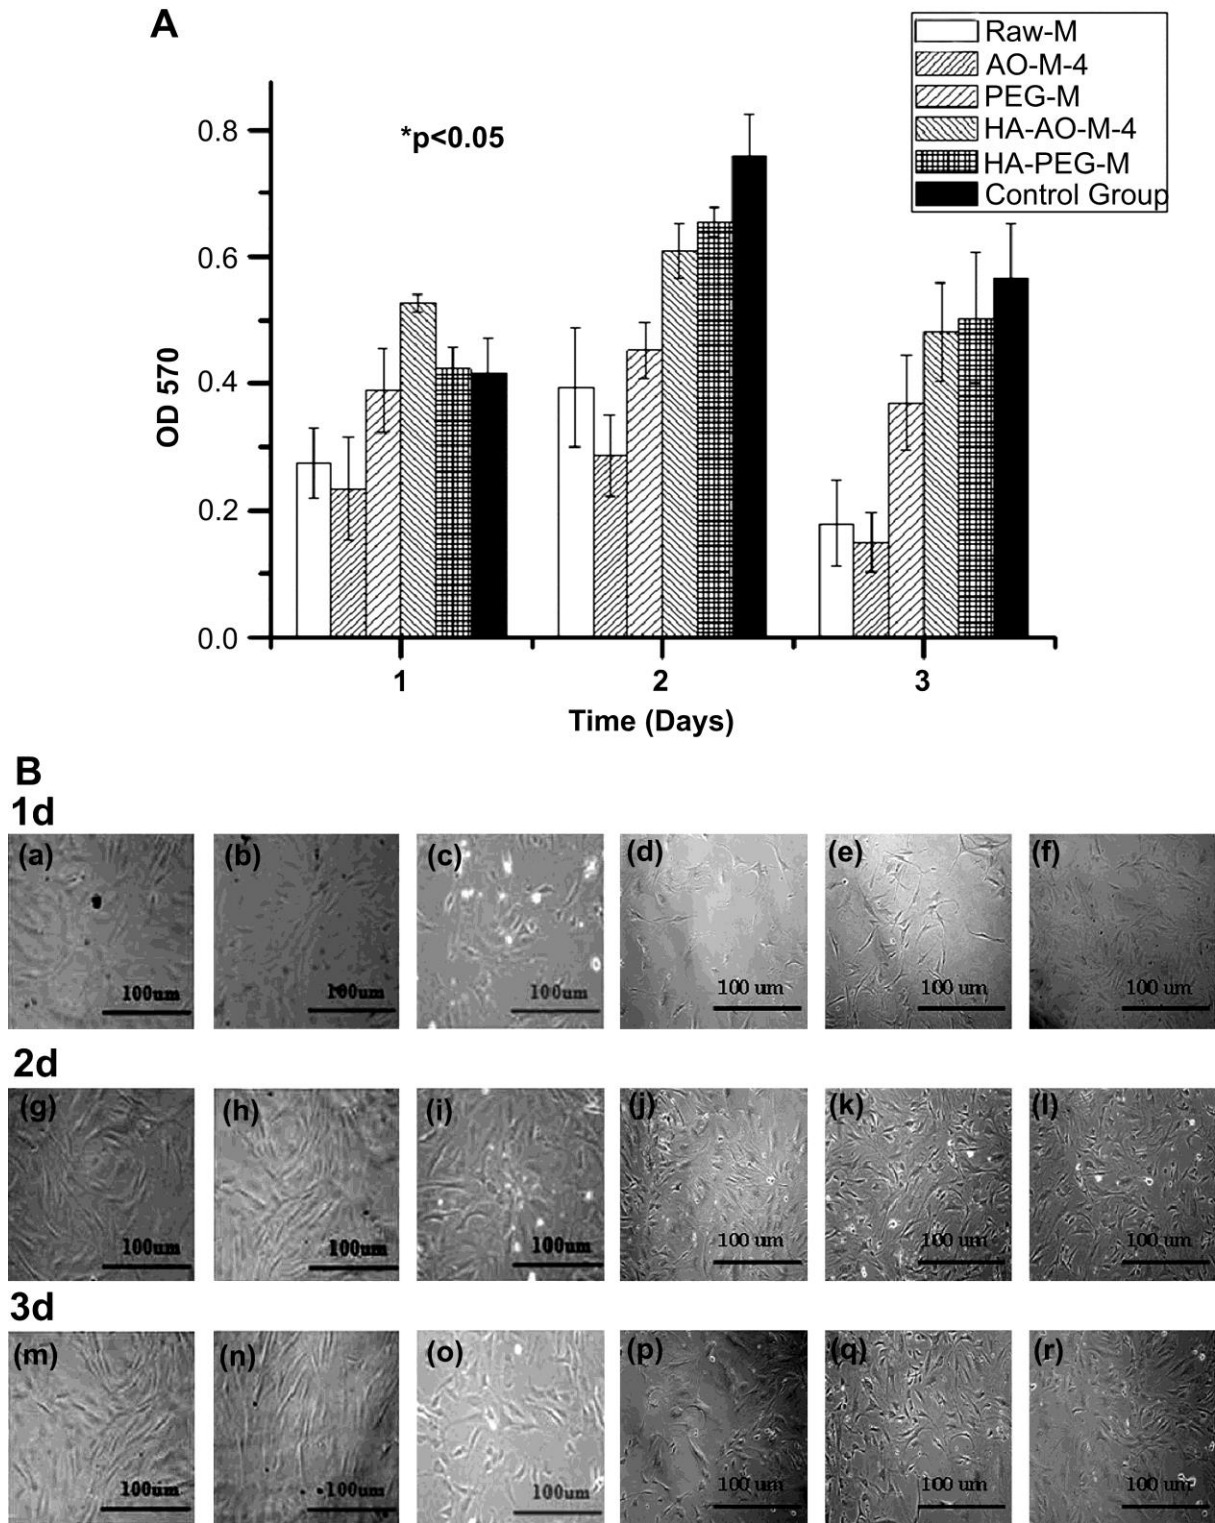 A
Raw-M
AO-M-4
PEG-M
HA-AO-M-4
HA-PEG-M
Control Group
*p<0.05
0.8
0.6
0.4
0.2
0.0
OD 570
1 2 3
Time (Days)
B
1d
(a) (b) (c) (d) (e) (f)
100um 100um 100um 100 um 100 um 100 um
2d
(g) (h) (i) (j) (k) (l)
100um 100um 100um 100 um 100 um 100 um
3d
(m) (n) (o) (p) (q) (r)
100um 100um 100um 100 um 100 um 100 um